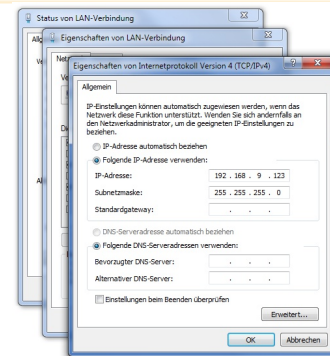 Status von LAN-Verbindung
Eigenschaften von LAN-Verbindung
Eigenschaften von Internetprotokoll Version 4 (TCP/IPv4)
Allgemein
IP-Einstellungen können automatisch zugewiesen werden, wenn das
Netzwerk diese Funktion unterstützt. Wenden Sie sich andernfalls an
den Netzwerkadministrator, um die geeigneten IP-Einstellungen zu
beziehen.
IP-Adresse automatisch beziehen
Folgende IP-Adresse verwenden:
IP-Adresse: 192 . 168 . 9 . 123
Subnetzmaske: 255 . 255 . 255 . 0
Standardgateway: . . .
DNS-Serveradresse automatisch beziehen
Folgende DNS-Serveradressen verwenden:
Bevorzugter DNS-Server: . . .
Alternativer DNS-Server: . . .
Einstellungen beim Beenden überprüfen
Erweitert...
OK Abbrechen